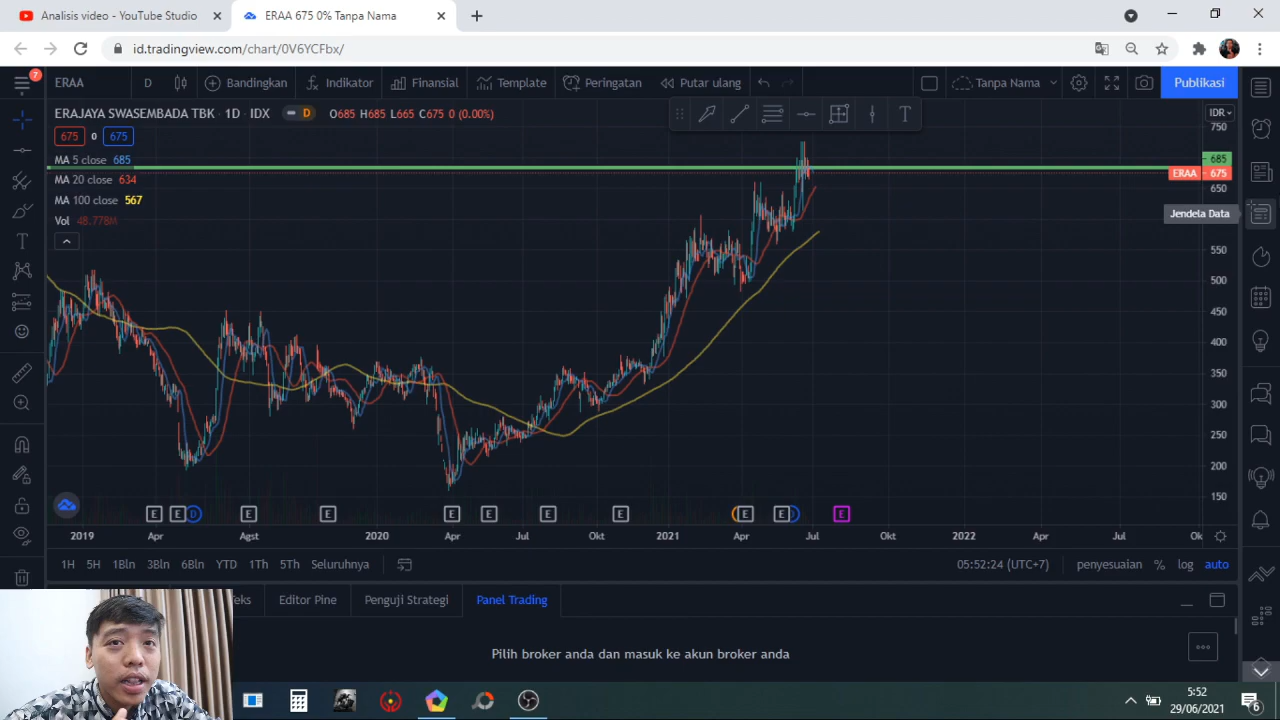 Analisis video - YouTube Studio
ERAA 675 0% Tanpa Nama
id.tradingview.com/chart/0V6YCFbx/
7
ERAA D Bandingkan Indikator Finansial Template Peringatan Putar ulang Tanpa Nama Publikasi
ERAJAYA SWASEMBADA TBK · 1D · IDX D O685 H685 L665 C675 0 (0.00%)
T
IDR
675 0 675
MA 5 close 685
MA 20 close 634
MA 100 close 567
Vol 48.778M
750
685
ERAA 675
650
Jendela Data
550
500
450
400
350
300
250
200
150
E E D E E E E E E E E E
2019 Apr Agst 2020 Apr Jul Okt 2021 Apr Jul Okt 2022 Apr Jul Ok
1H 5H 1Bln 3Bln 6Bln YTD 1Th 5Th Seluruhnya 05:52:24 (UTC+7) penyesuaian % log auto
eks Editor Pine Penguji Strategi Panel Trading
Pilih broker anda dan masuk ke akun broker anda
5:52
29/06/2021
6